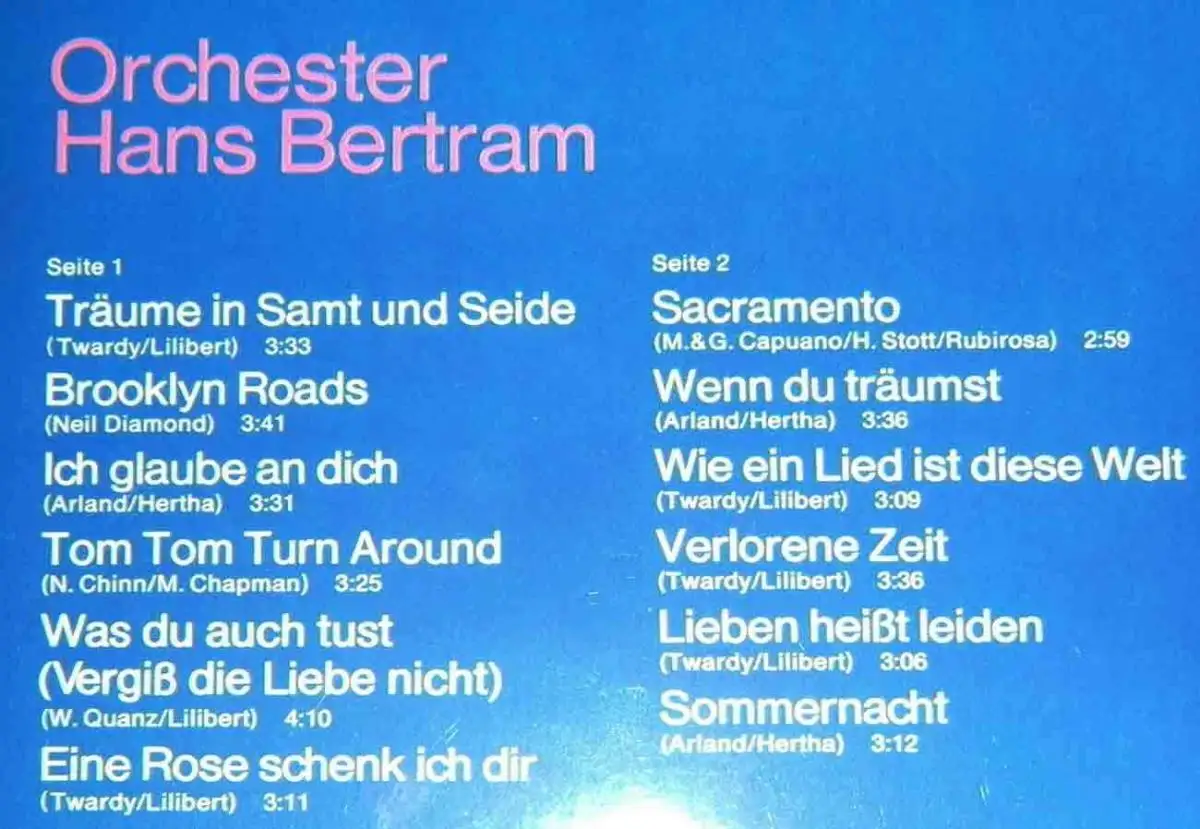 Orchester
Hans Bertram
Seite 1
Träume in Samt und Seide
(Twardy/Lilibert) 3:33
Brooklyn Roads
(Neil Diamond) 3:41
Ich glaube an dich
(Arland/Hertha) 3:31
Tom Tom Turn Around
(N. Chinn/M. Chapman) 3:25
Was du auch tust
(Vergiß die Liebe nicht)
(W. Quanz/Lilibert) 4:10
Eine Rose schenk ich dir
(Twardy/Lilibert) 3:11
Seite 2
Sacramento
(M.&G. Capuano/H. Stott/Rubirosa) 2:59
Wenn du träumst
(Arland/Hertha) 3:36
Wie ein Lied ist diese Welt
(Twardy/Lilibert) 3:09
Verlorene Zeit
(Twardy/Lilibert) 3:36
Lieben heißt leiden
(Twardy/Lilibert) 3:06
Sommernacht
(Arland/Hertha) 3:12